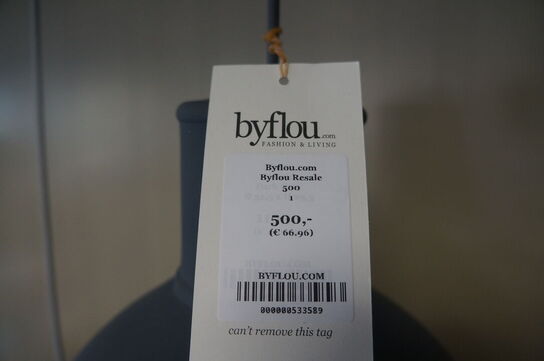 byflou.com
FASHION & LIVING
Byflou.com
Byflou Resale
500
1
500,-
(€ 66.96)
BYFLOU.COM
000000533589
can't remove this tag